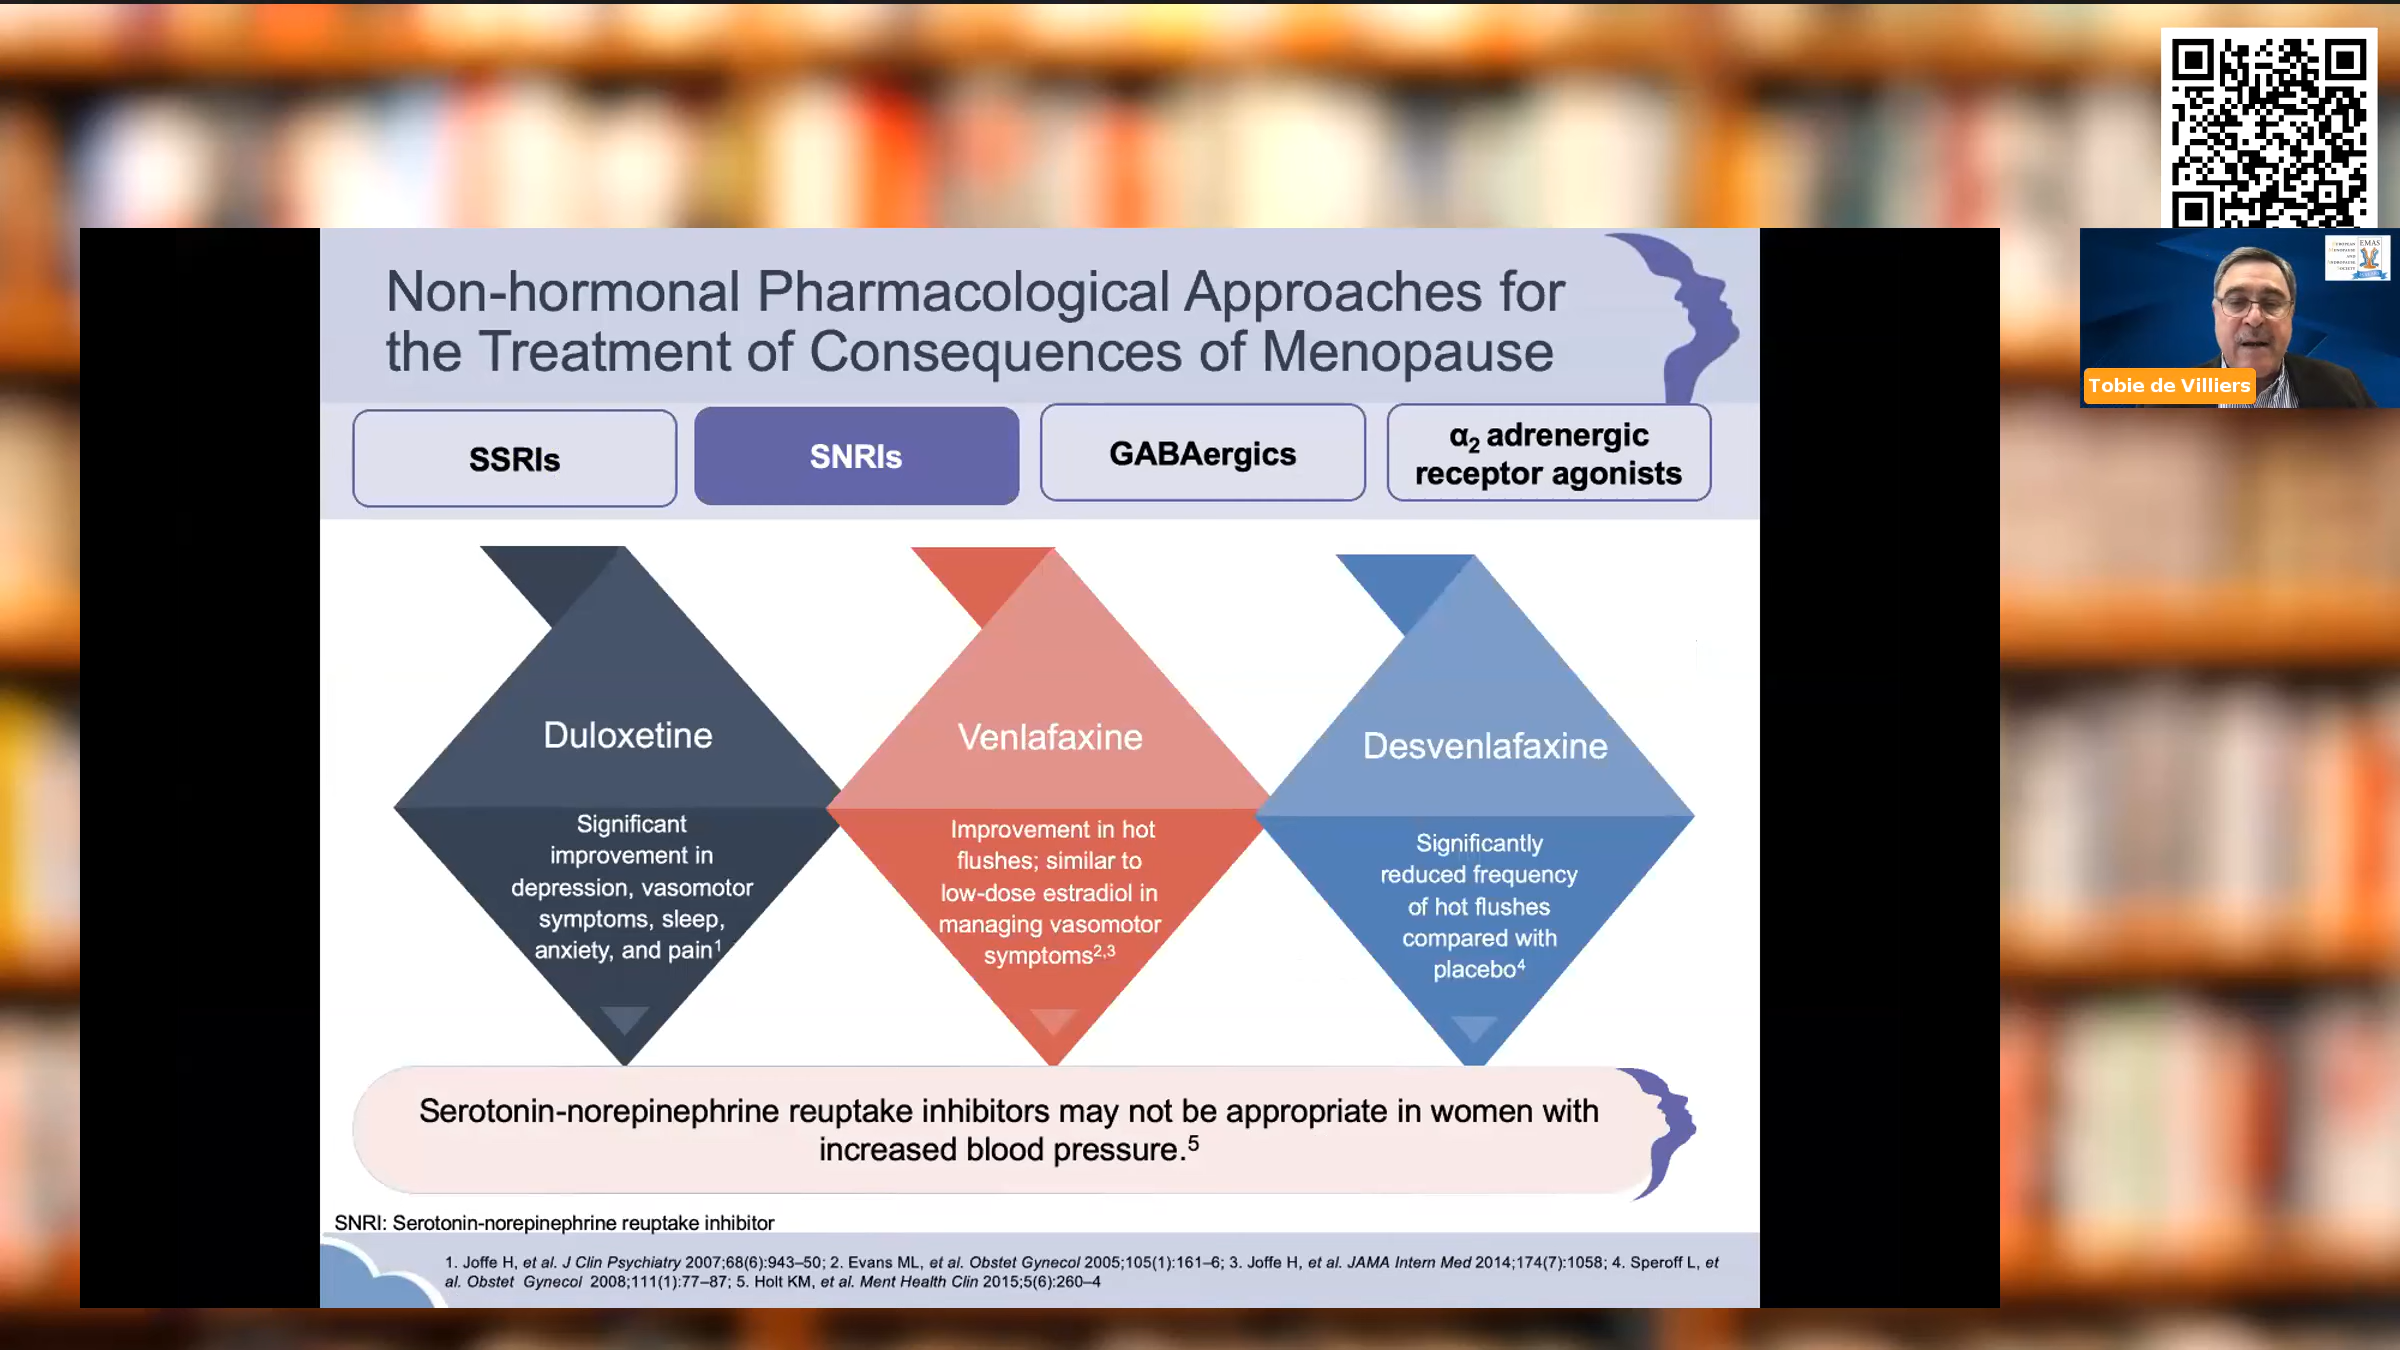 Non-hormonal Pharmacological Approaches for
the Treatment of Consequences of Menopause
SSRIs
SNRIs
GABAergics
α₂ adrenergic
receptor agonists
Duloxetine
Significant
improvement in
depression, vasomotor
symptoms, sleep,
anxiety, and pain¹
Venlafaxine
Improvement in hot
flushes; similar to
low-dose estradiol in
managing vasomotor
symptoms²,³
Desvenlafaxine
Significantly
reduced frequency
of hot flushes
compared with
placebo⁴
Serotonin-norepinephrine reuptake inhibitors may not be appropriate in women with
increased blood pressure.⁵
SNRI: Serotonin-norepinephrine reuptake inhibitor
1. Joffe H, et al. J Clin Psychiatry 2007;68(6):943–50; 2. Evans ML, et al. Obstet Gynecol 2005;105(1):161–6; 3. Joffe H, et al. JAMA Intern Med 2014;174(7):1058; 4. Speroff L, et
al. Obstet Gynecol 2008;111(1):77–87; 5. Holt KM, et al. Ment Health Clin 2015;5(6):260–4
EMAS
Tobie de Villiers